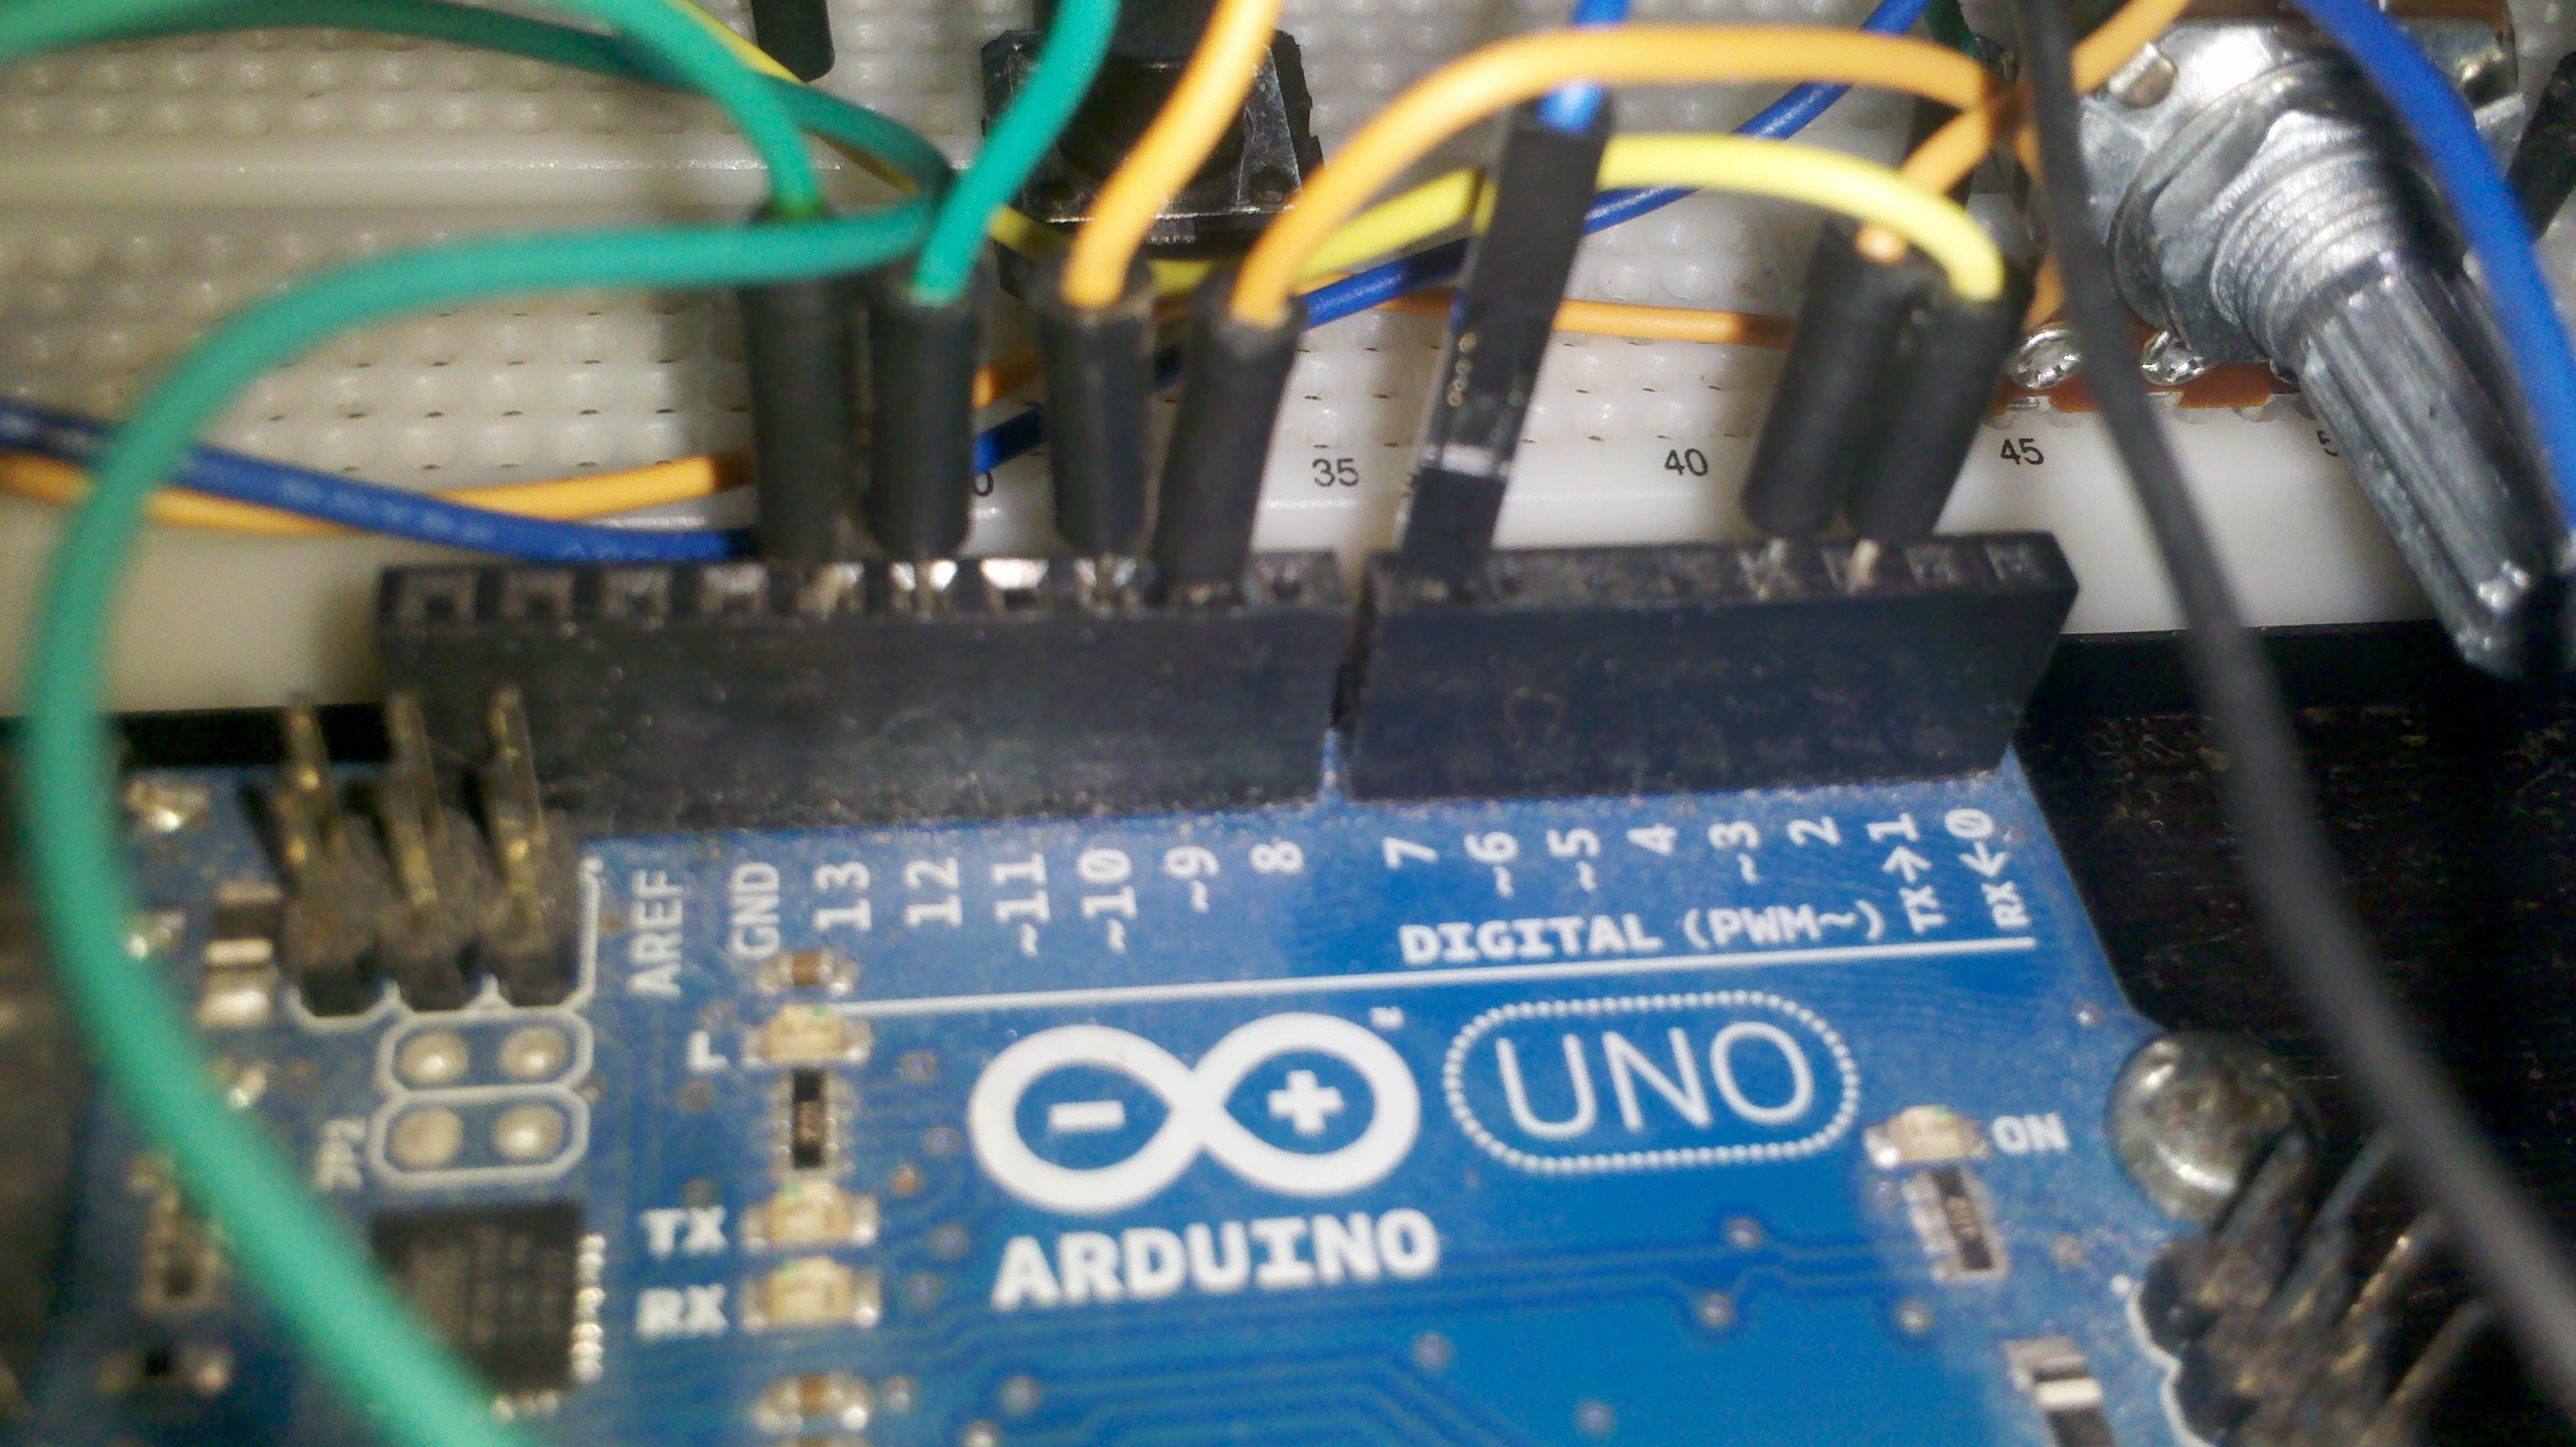 35 40 45
AREF GND 13 12 ~11 ~10 ~9 8 7 ~6 ~5 4 ~3 2 TX→1 RX←0
DIGITAL (PWM~)
L
UNO
ON
JP2
TX
ARDUINO
RX